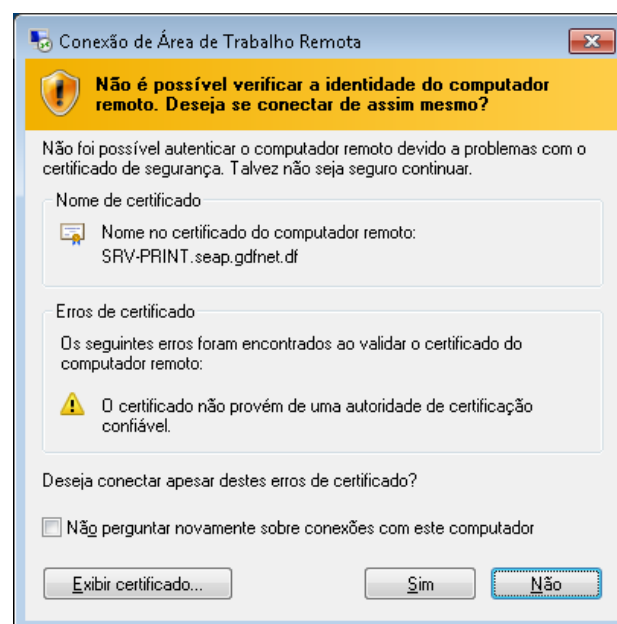 Conexão de Área de Trabalho Remota
Não é possível verificar a identidade do computador
remoto. Deseja se conectar de assim mesmo?
Não foi possível autenticar o computador remoto devido a problemas com o
certificado de segurança. Talvez não seja seguro continuar.
Nome de certificado
Nome no certificado do computador remoto:
SRV-PRINT.seap.gdfnet.df
Erros de certificado
Os seguintes erros foram encontrados ao validar o certificado do
computador remoto:
O certificado não provém de uma autoridade de certificação
confiável.
Deseja conectar apesar destes erros de certificado?
Não perguntar novamente sobre conexões com este computador
Exibir certificado...
Sim
Não